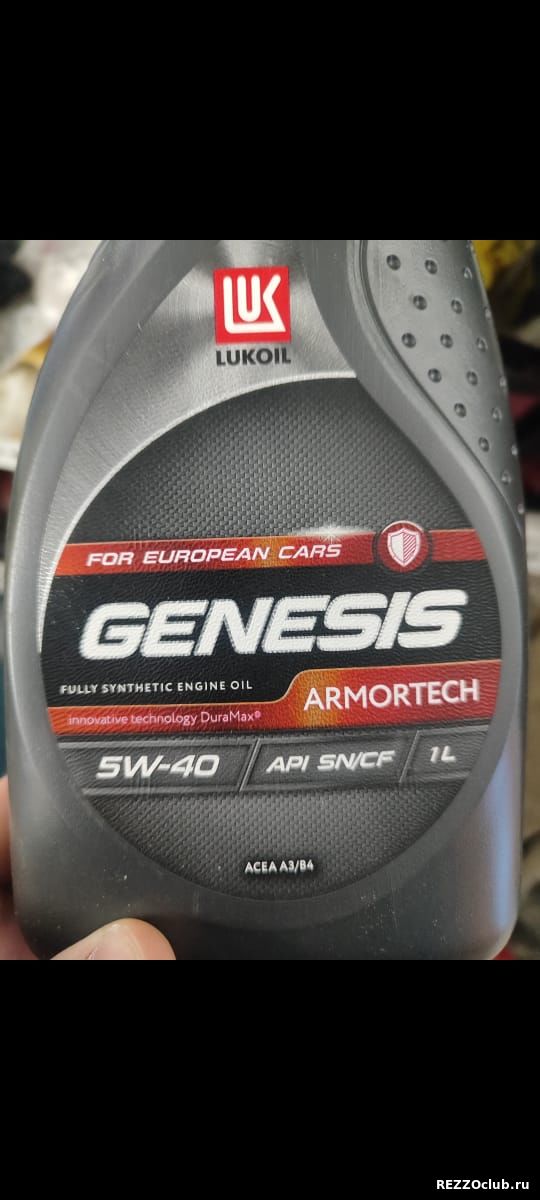 LUK
LUKOIL
FOR EUROPEAN CARS
GENESIS
FULLY SYNTHETIC ENGINE OIL
ARMORTECH
innovative technology DuraMax®
5W-40 API SN/CF 1L
ACEA A3/B4
REZZOclub.ru